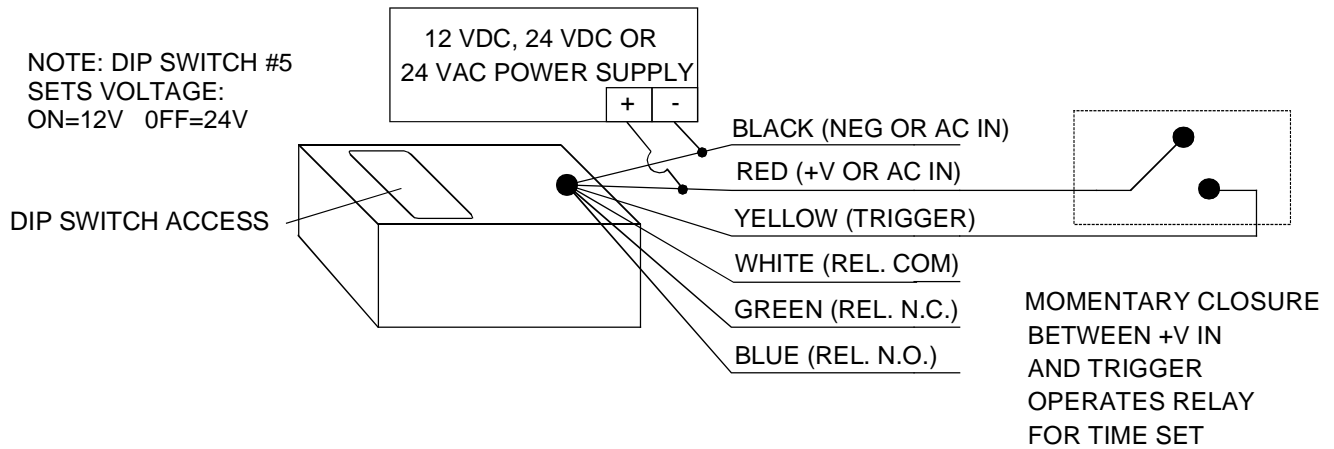 12 VDC, 24 VDC OR
24 VAC POWER SUPPLY
+ -
NOTE: DIP SWITCH #5
SETS VOLTAGE:
ON=12V 0FF=24V
DIP SWITCH ACCESS
BLACK (NEG OR AC IN)
RED (+V OR AC IN)
YELLOW (TRIGGER)
WHITE (REL. COM)
GREEN (REL. N.C.)
BLUE (REL. N.O.)
MOMENTARY CLOSURE
BETWEEN +V IN
AND TRIGGER
OPERATES RELAY
FOR TIME SET